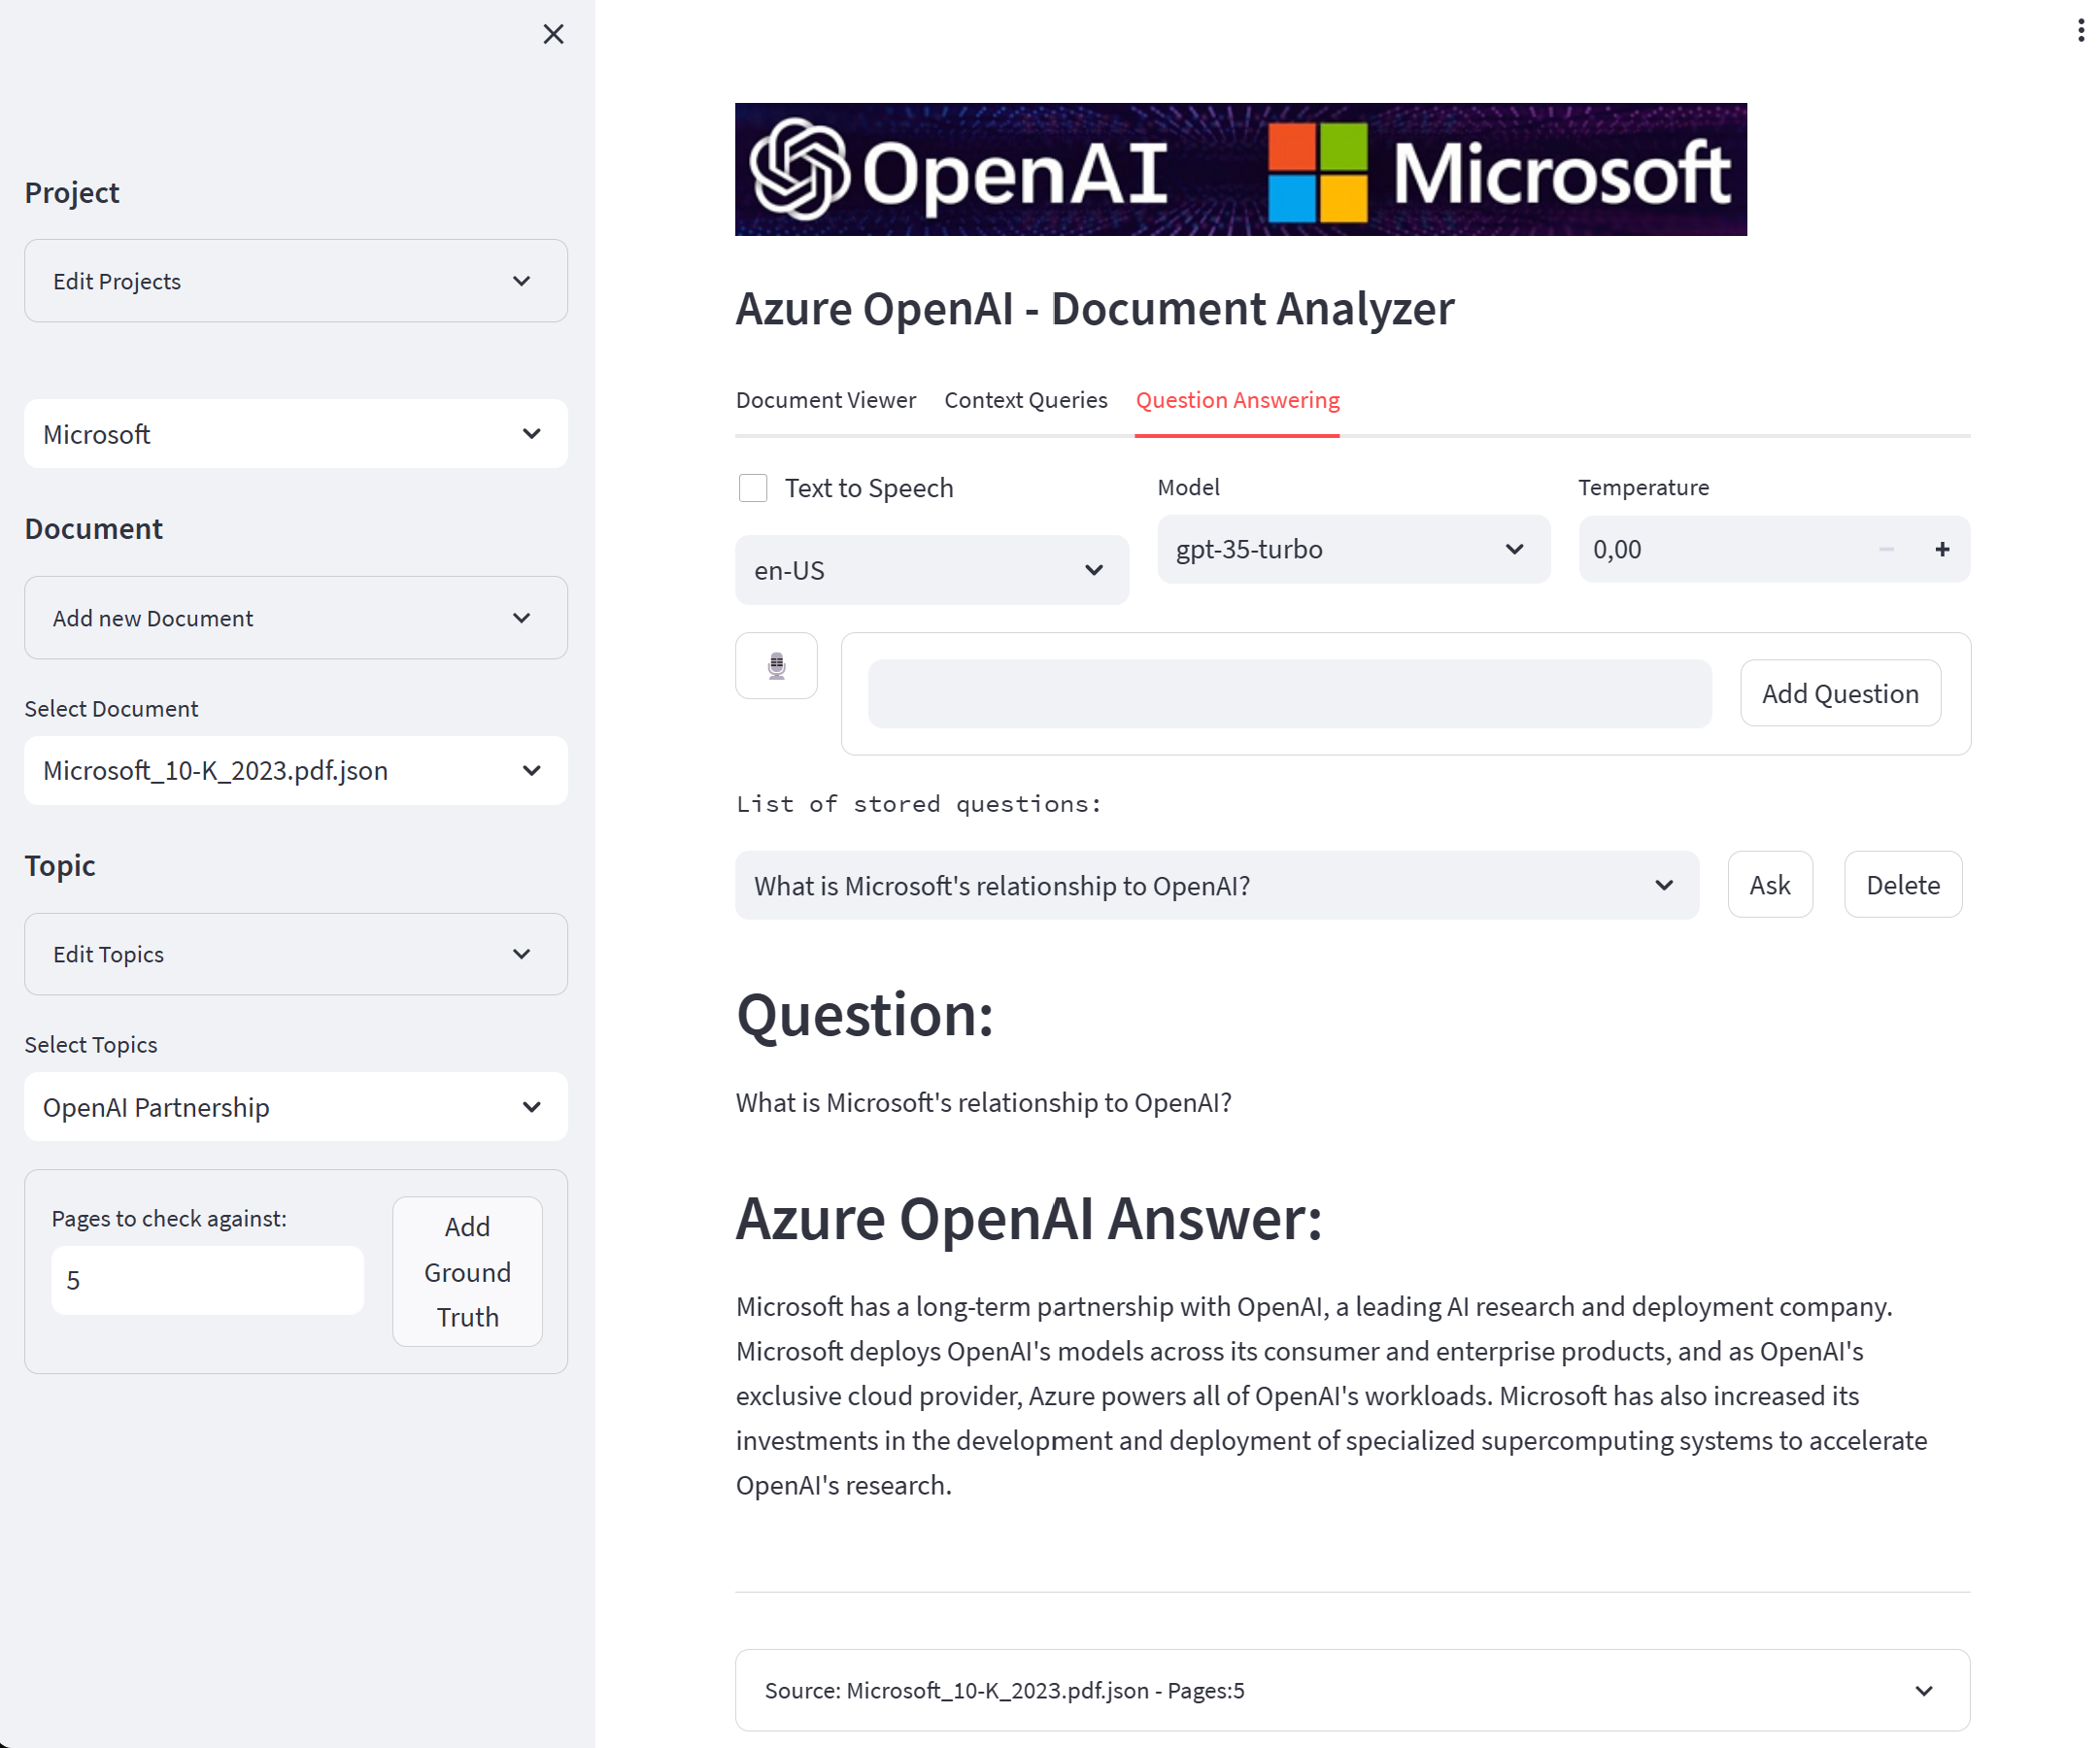 Project
Edit Projects
Microsoft
Document
Add new Document
Select Document
Microsoft_10-K_2023.pdf.json
Topic
Edit Topics
Select Topics
OpenAI Partnership
Pages to check against:
5
Add
Ground
Truth
OpenAI Microsoft
Azure OpenAI - Document Analyzer
Document Viewer Context Queries Question Answering
Text to Speech
en-US
Model
gpt-35-turbo
Temperature
0,00
Add Question
List of stored questions:
What is Microsoft's relationship to OpenAI?
Ask
Delete
Question:
What is Microsoft's relationship to OpenAI?
Azure OpenAI Answer:
Microsoft has a long-term partnership with OpenAI, a leading AI research and deployment company.
Microsoft deploys OpenAI's models across its consumer and enterprise products, and as OpenAI's
exclusive cloud provider, Azure powers all of OpenAI's workloads. Microsoft has also increased its
investments in the development and deployment of specialized supercomputing systems to accelerate
OpenAI's research.
Source: Microsoft_10-K_2023.pdf.json - Pages:5